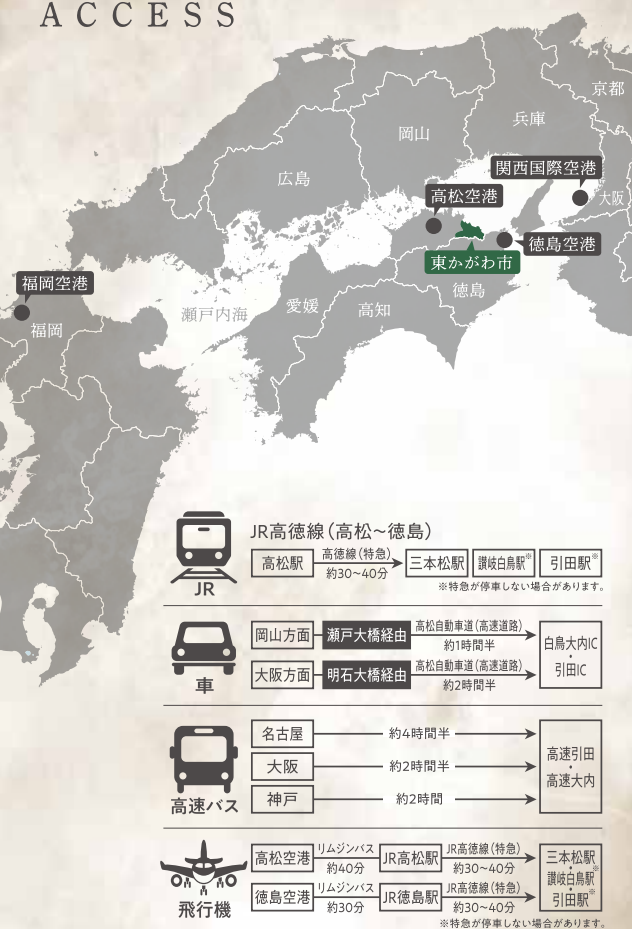 ACCESS
京都
兵庫
岡山
関西国際空港
広島
高松空港
大阪
徳島空港
東かがわ市
福岡空港
徳島
愛媛
高知
瀬戸内海
福岡
JR高徳線（高松〜徳島）
JR
高松駅 高徳線（特急） 約30~40分 三本松駅 讃岐白鳥駅※ 引田駅※
※特急が停車しない場合があります。
車
岡山方面 瀬戸大橋経由 高松自動車道（高速道路） 約1時間半
大阪方面 明石大橋経由 高松自動車道（高速道路） 約2時間半
白鳥大内IC
・
引田IC
高速バス
名古屋 約4時間半
大阪 約2時間半
神戸 約2時間
高速引田
・
高速大内
飛行機
高松空港 リムジンバス 約40分 JR高松駅 JR高徳線（特急） 約30~40分
徳島空港 リムジンバス 約30分 JR徳島駅 JR高徳線（特急） 約30~40分
三本松駅
・
讃岐白鳥駅※
・
引田駅※
※特急が停車しない場合があります。